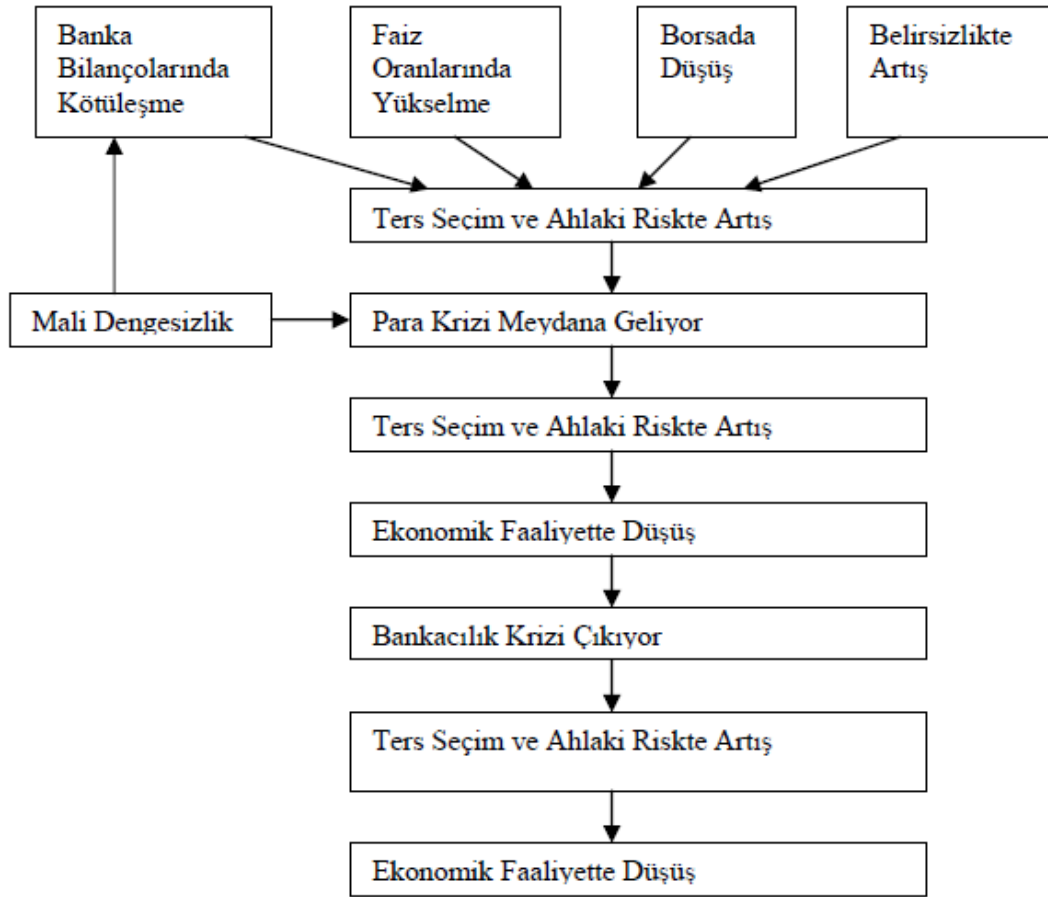 Banka
Bilançolarında
Kötüleşme
Faiz
Oranlarında
Yükselme
Borsada
Düşüş
Belirsizlikte
Artış
Ters Seçim ve Ahlaki Riskte Artış
Mali Dengesizlik
Para Krizi Meydana Geliyor
Ters Seçim ve Ahlaki Riskte Artış
Ekonomik Faaliyette Düşüş
Bankacılık Krizi Çıkıyor
Ters Seçim ve Ahlaki Riskte Artış
Ekonomik Faaliyette Düşüş